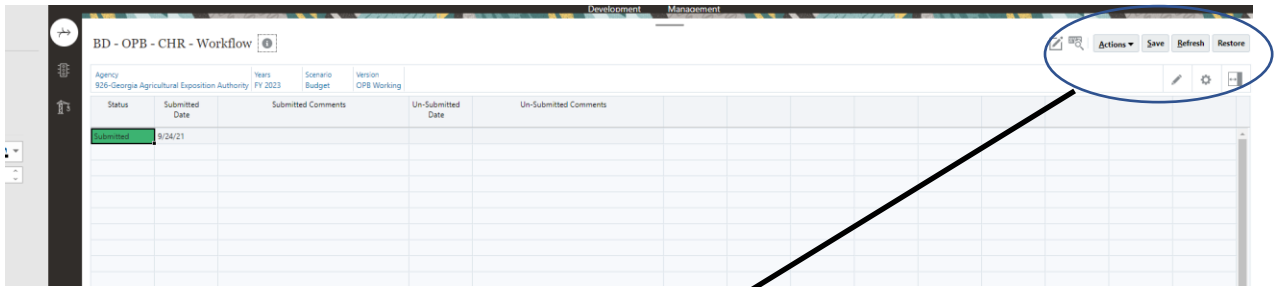 Development Management
BD - OPB - CHR - Workflow
Actions Save Refresh Restore
Agency Years Scenario Version
926-Georgia Agricultural Exposition Authority FY 2023 Budget OPB Working
Status Submitted Date Submitted Comments Un-Submitted Date Un-Submitted Comments
Submitted 9/24/21